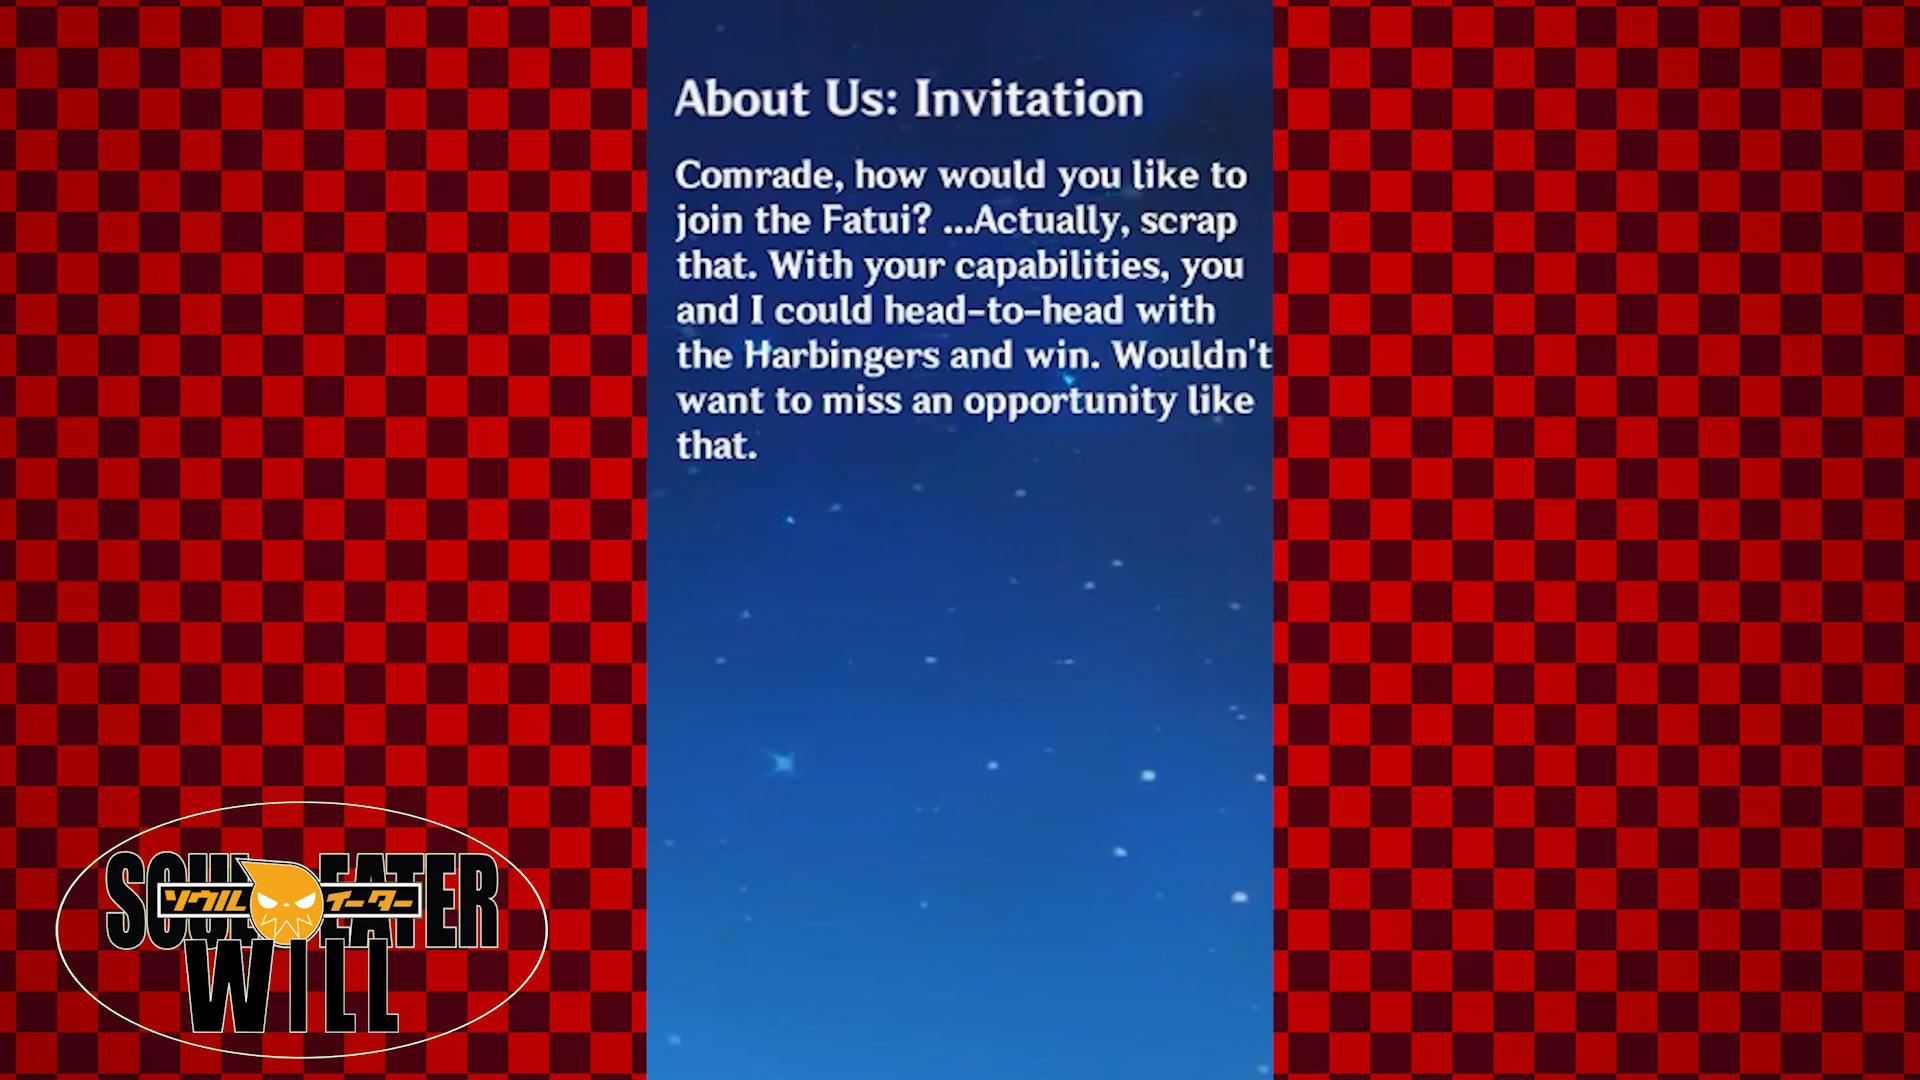 About Us: Invitation
Comrade, how would you like to
join the Fatui? ...Actually, scrap
that. With your capabilities, you
and I could head-to-head with
the Harbingers and win. Wouldn't
want to miss an opportunity like
that.
SOUL EATER
ソウル イーター
WILL